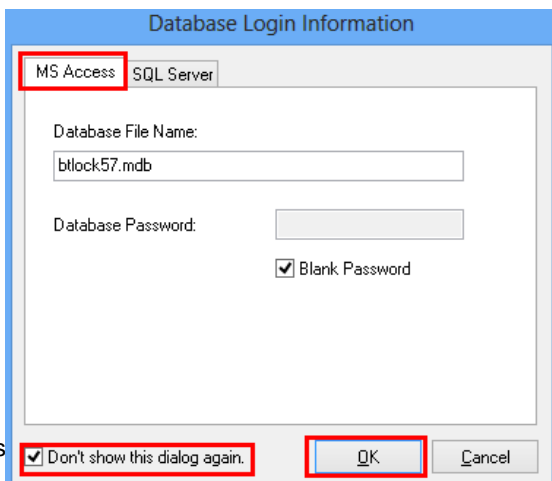 Database Login Information
MS Access SQL Server
Database File Name:
btlock57.mdb
Database Password:
Blank Password
s Don't show this dialog again. OK Cancel